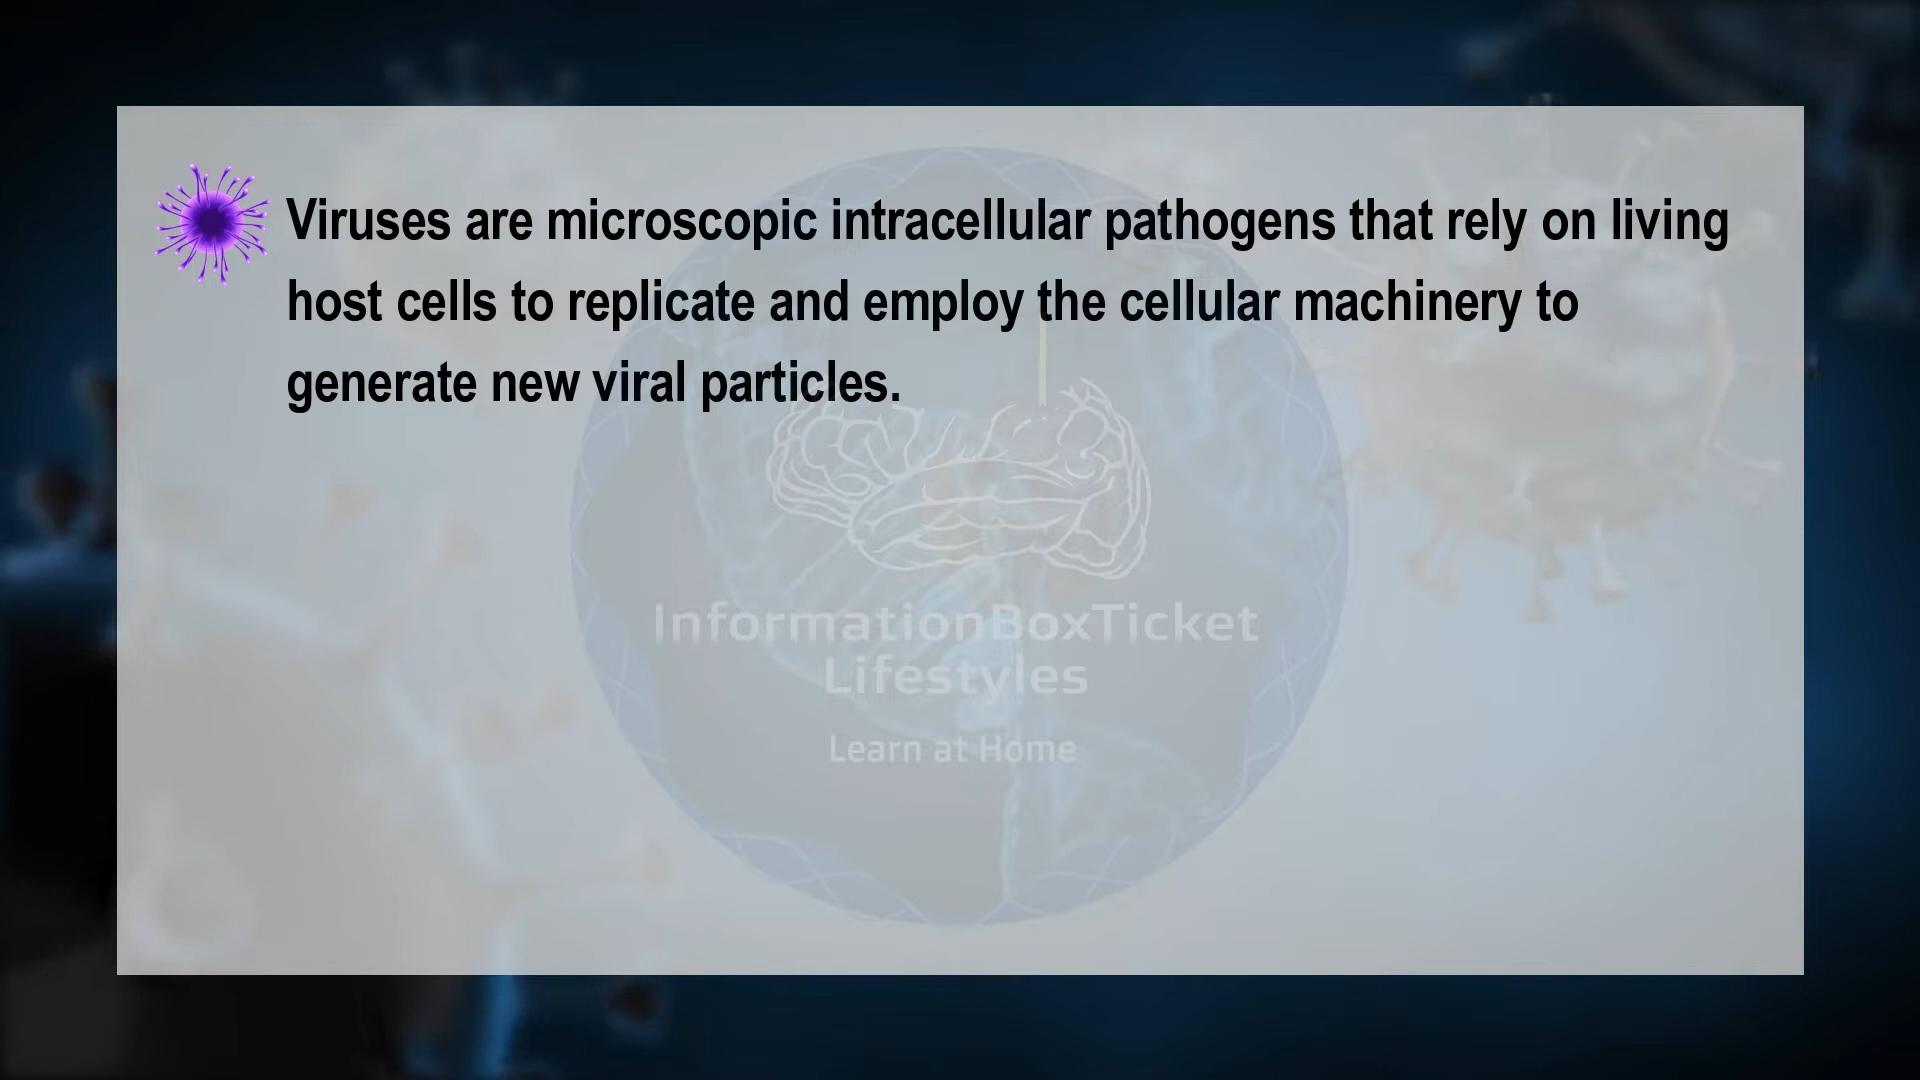 Viruses are microscopic intracellular pathogens that rely on living
host cells to replicate and employ the cellular machinery to
generate new viral particles.
InformationBoxTicket
Lifestyles
Learn at Home